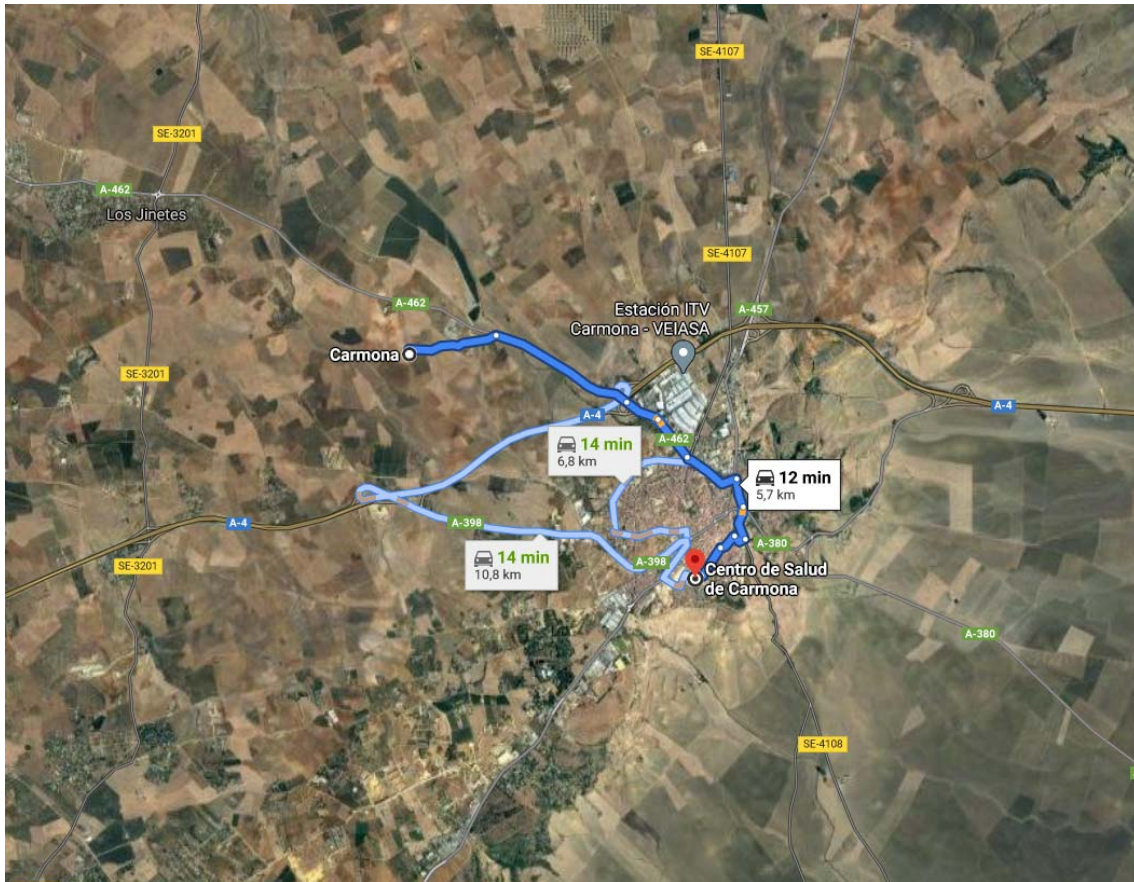 SE-4107
SE-3201
A-462
Los Jinetes
SE-4107
A-462
Estación ITV
Carmona - VEIASA
A-457
Carmona
SE-3201
A-4
A-4
14 min
6,8 km
A-462
12 min
5,7 km
A-4
A-398
14 min
10,8 km
A-380
SE-3201
A-398
Centro de Salud
de Carmona
A-380
SE-4108